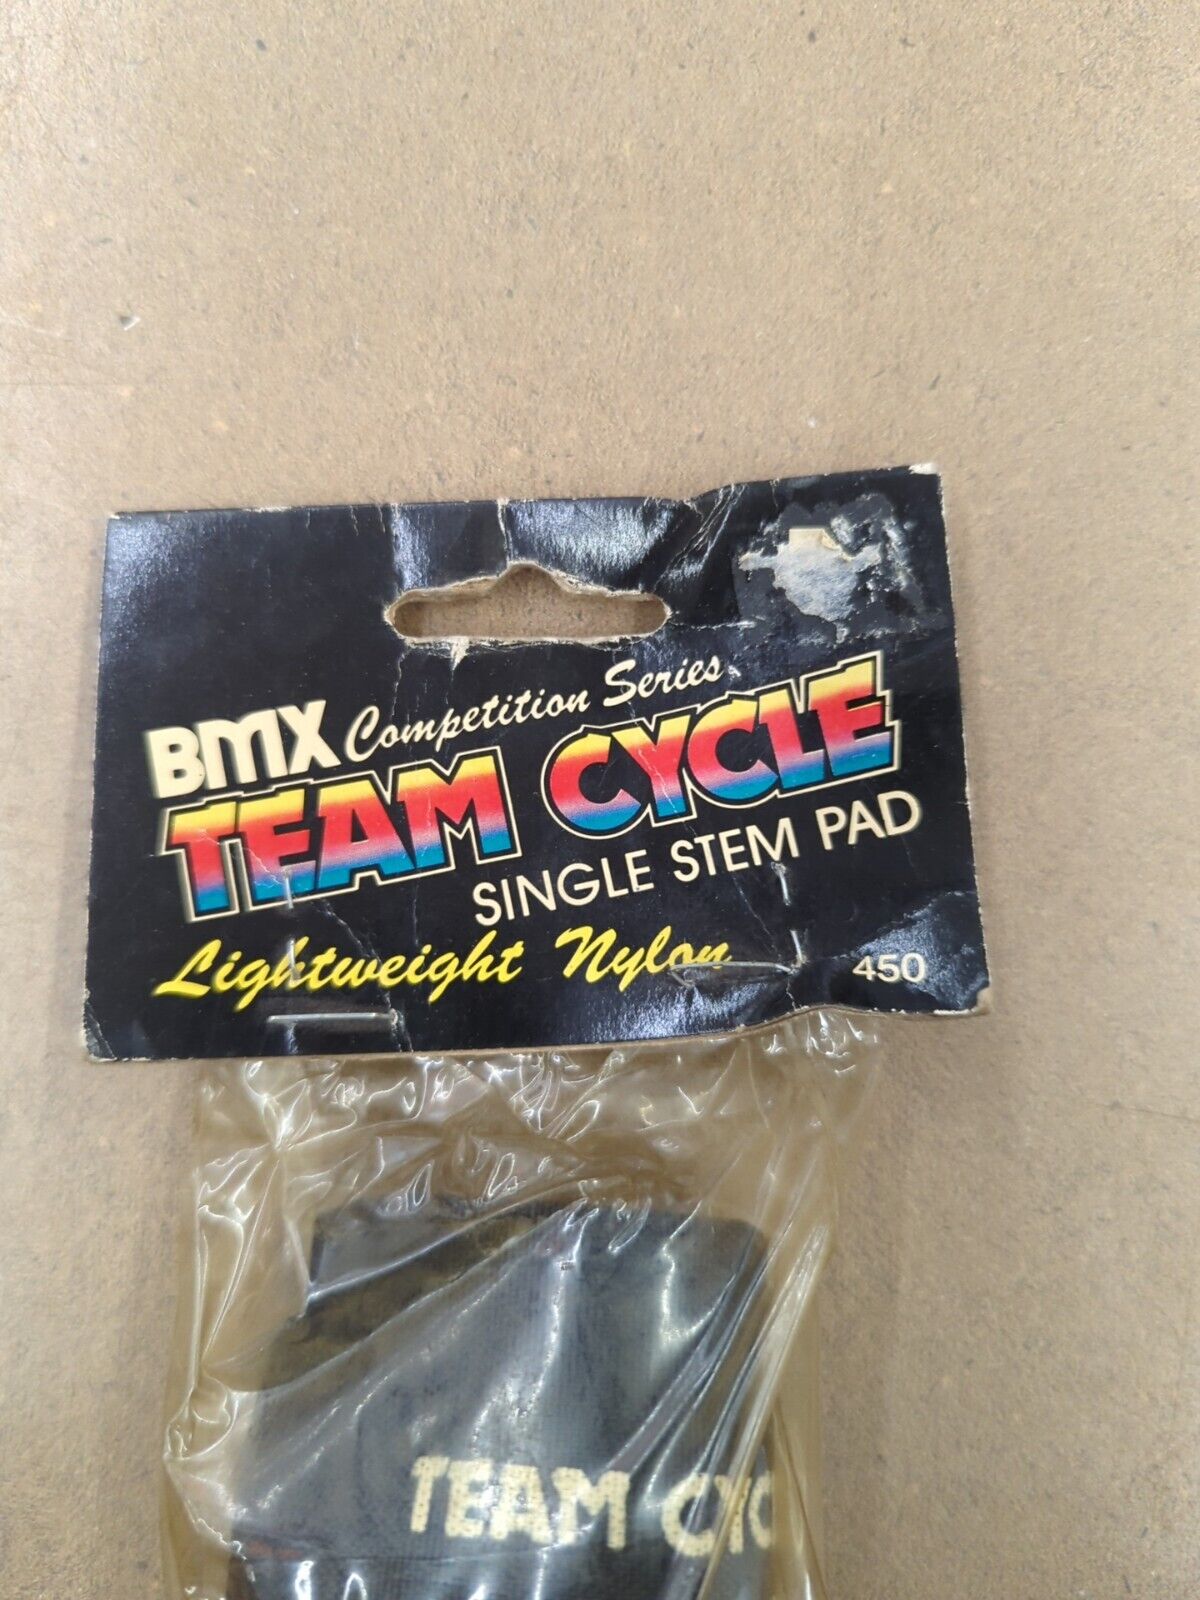 BMX Competition Series
TEAM CYCLE
SINGLE STEM PAD
Lightweight Nylon
450
TEAM CYC